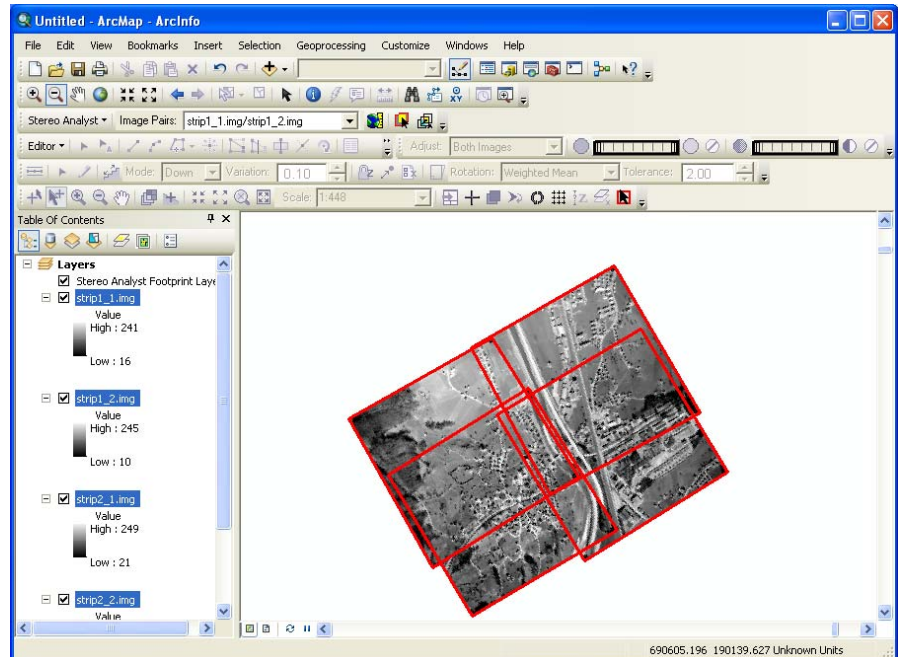 Untitled - ArcMap - ArcInfo
File Edit View Bookmarks Insert Selection Geoprocessing Customize Windows Help
Stereo Analyst Image Pairs: strip1_1.img/strip1_2.img
Editor Adjust: Both Images
Mode: Down Variation: 0.10 Rotation: Weighted Mean Tolerance: 2.00
Scale: 1:448
Table Of Contents
Layers
Stereo Analyst Footprint Laye
strip1_1.img
Value
High : 241
Low : 16
strip1_2.img
Value
High : 245
Low : 10
strip2_1.img
Value
High : 249
Low : 21
strip2_2.img
Value
690605.196 190139.627 Unknown Units